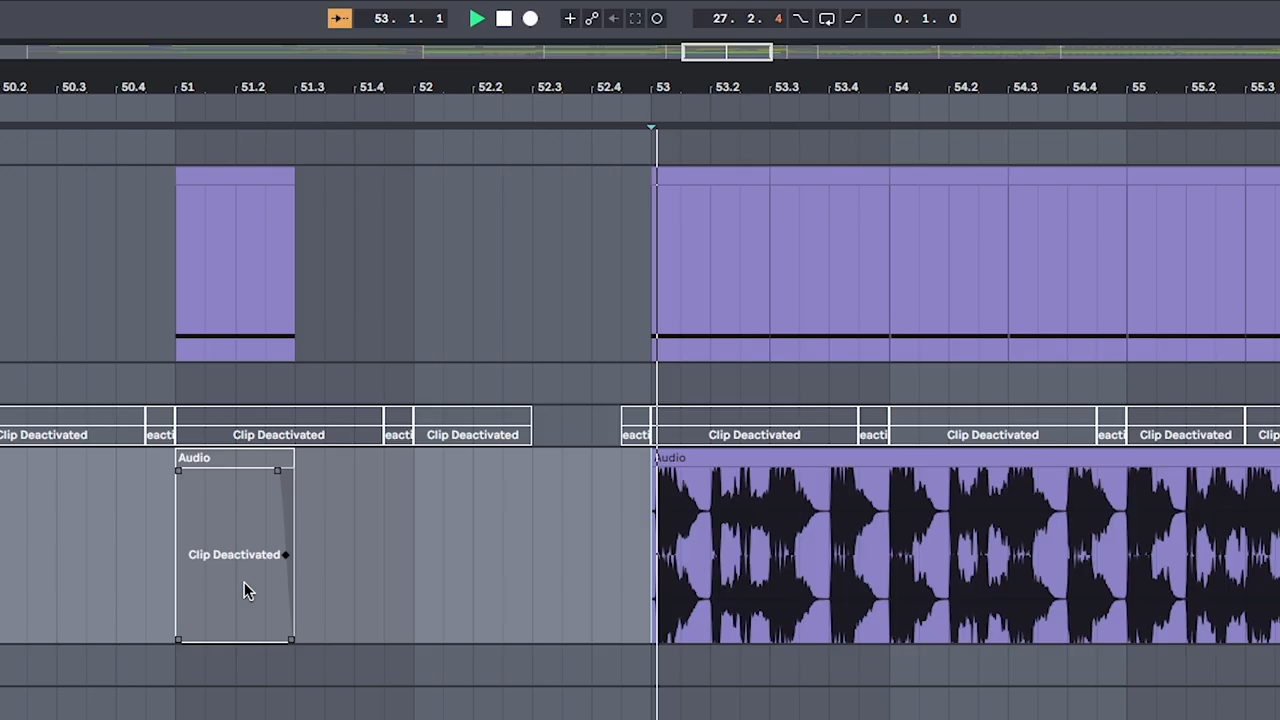 53. 1. 1 27. 2. 4 0. 1. 0
50.2 50.3 50.4 51 51.2 51.3 51.4 52 52.2 52.3 52.4 53 53.2 53.3 53.4 54 54.2 54.3 54.4 55 55.2 55.3
Clip Deactivated eacti Clip Deactivated eacti Clip Deactivated eacti Clip Deactivated eacti Clip Deactivated eacti Clip Deactivated Clip
Audio Audio
Clip Deactivated